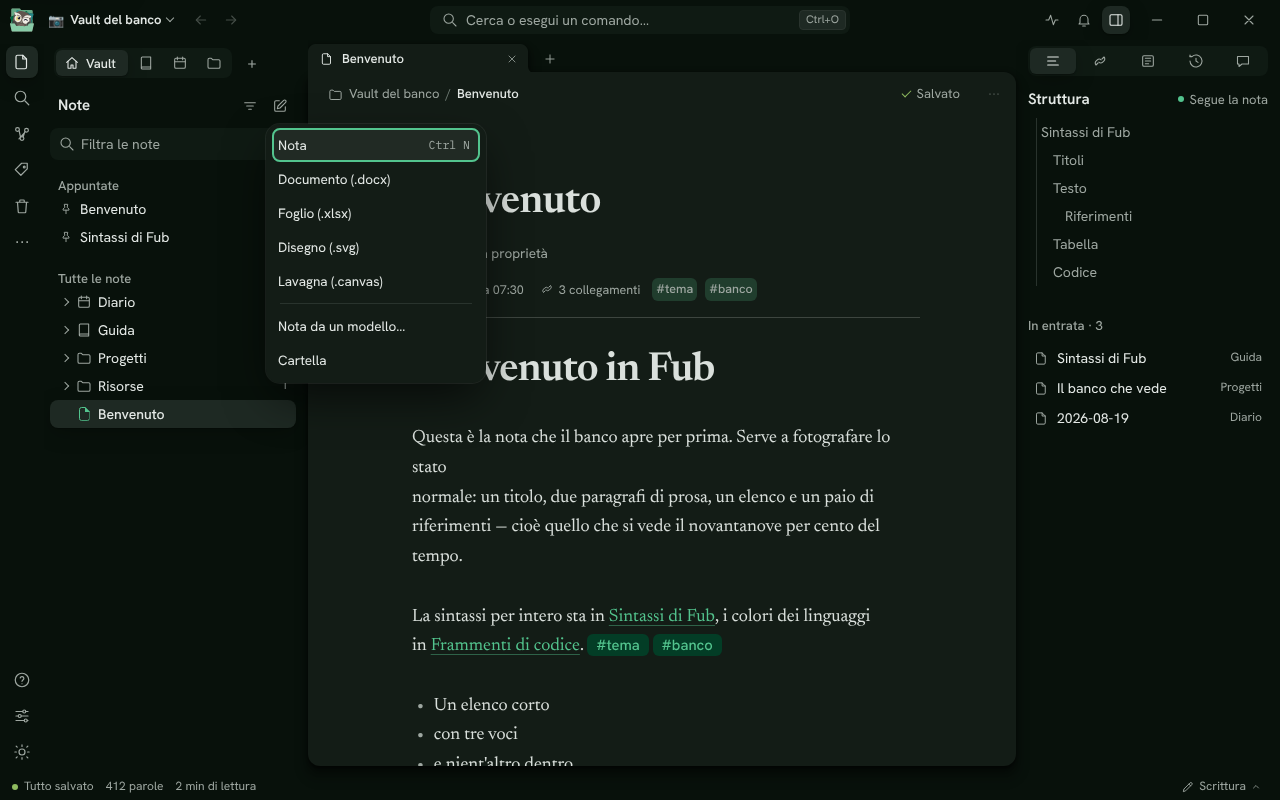 Vault del banco
Cerca o esegui un comando...
Ctrl+O
Vault
Benvenuto
Note
Vault del banco / Benvenuto
Salvato
Struttura
Segue la nota
Filtra le note
Nota
Ctrl N
Documento (.docx)
Foglio (.xlsx)
Disegno (.svg)
Lavagna (.canvas)
Nota da un modello...
Cartella
Appuntate
Benvenuto
Sintassi di Fub
Tutte le note
Diario
Guida
Progetti
Risorse
Benvenuto
venuto
proprietà
07:30
3 collegamenti
#tema
#banco
venuto in Fub
Questa è la nota che il banco apre per prima. Serve a fotografare lo
stato
normale: un titolo, due paragrafi di prosa, un elenco e un paio di
riferimenti — cioè quello che si vede il novantanove per cento del
tempo.
La sintassi per intero sta in Sintassi di Fub, i colori dei linguaggi
in Frammenti di codice. #tema #banco
Un elenco corto
con tre voci
e nient'altro dentro
Sintassi di Fub
Titoli
Testo
Riferimenti
Tabella
Codice
In entrata · 3
Sintassi di Fub
Guida
Il banco che vede
Progetti
2026-08-19
Diario
Tutto salvato
412 parole
2 min di lettura
Scrittura